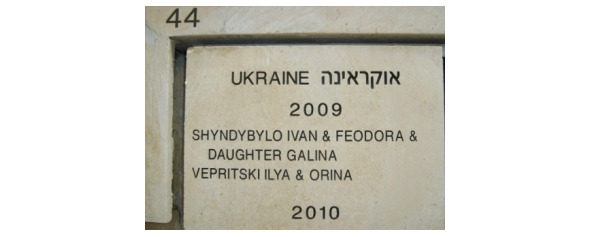 44
UKRAINE אוקראינה
2009
SHYNDYBYLO IVAN & FEODORA &
DAUGHTER GALINA
VEPRITSKI ILYA & ORINA
2010